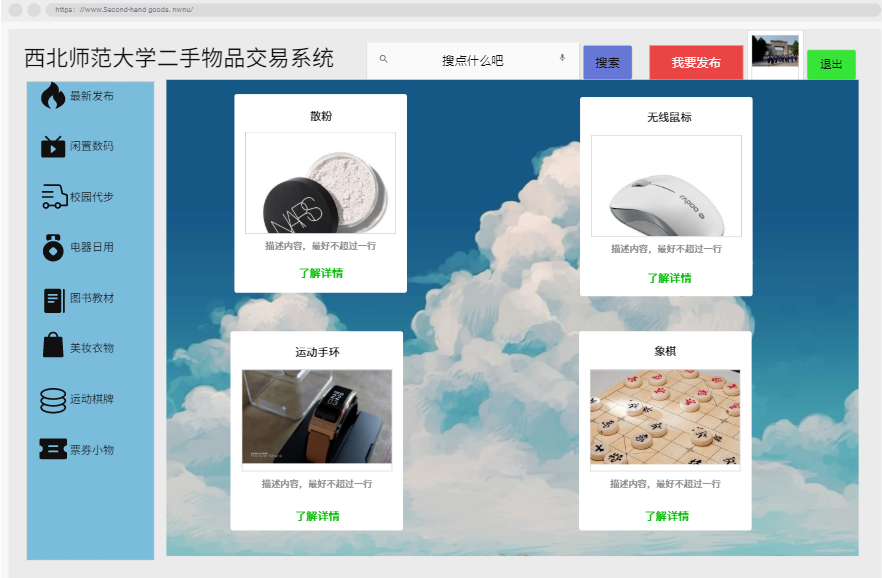 https: //www.Second-hand goods. nwnu/
西北师范大学二手物品交易系统
搜点什么吧
搜索
我要发布
退出
最新发布
闲置数码
校园代步
电器日用
图书教材
美妆衣物
运动棋牌
票券小物
散粉
NARS
描述内容，最好不超过一行
了解详情
无线鼠标
rapoo
描述内容，最好不超过一行
了解详情
运动手环
描述内容，最好不超过一行
了解详情
象棋
描述内容，最好不超过一行
了解详情